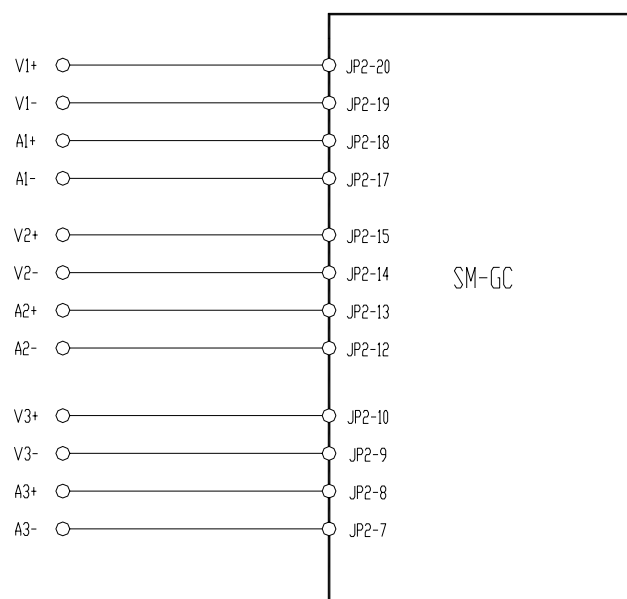 V1+ JP2-20
V1- JP2-19
A1+ JP2-18
A1- JP2-17
V2+ JP2-15
V2- JP2-14
SM-GC
A2+ JP2-13
A2- JP2-12
V3+ JP2-10
V3- JP2-9
A3+ JP2-8
A3- JP2-7